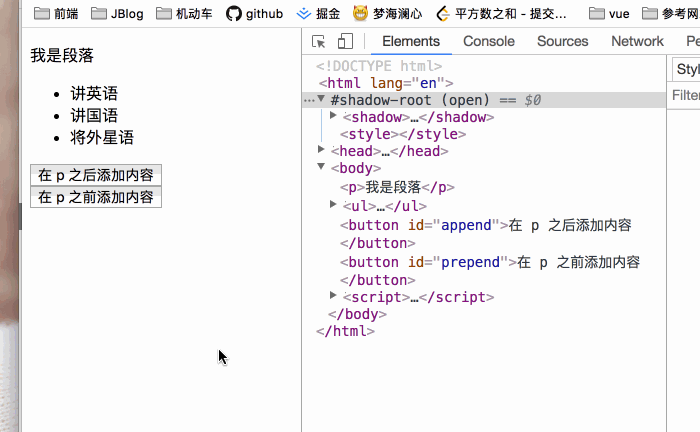 前端 JBlog 机动车 github 掘金 梦海澜心 平方数之和 - 提交… vue 参考网
我是段落
• 讲英语
• 讲国语
• 将外星语
在 p 之后添加内容
在 p 之前添加内容
Elements Console Sources Network Pe
<!DOCTYPE html>
<html lang="en">
… ▼ #shadow-root (open) == $0
▶ <shadow>…</shadow>
<style></style>
▶ <head>…</head>
▼ <body>
<p>我是段落</p>
▶ <ul>…</ul>
<button id="append">在 p 之后添加内容
</button>
<button id="prepend">在 p 之前添加内容
</button>
▶ <script>…</script>
</body>
</html>
Styl
Filter